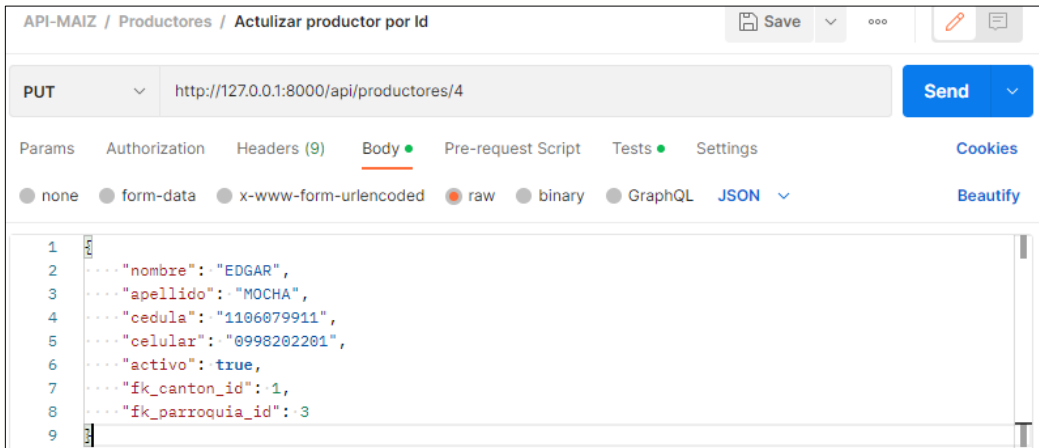 API-MAIZ / Productores / Actulizar productor por Id Save ooo
PUT http://127.0.0.1:8000/api/productores/4 Send
Params Authorization Headers (9) Body Pre-request Script Tests Settings Cookies
none form-data x-www-form-urlencoded raw binary GraphQL JSON Beautify
1 {
2 ····"nombre":·"EDGAR",
3 ····"apellido":·"MOCHA",
4 ····"cedula":·"1106079911",
5 ····"celular":·"0998202201",
6 ····"activo":·true,
7 ····"fk_canton_id":·1,
8 ····"fk_parroquia_id":·3
9 }